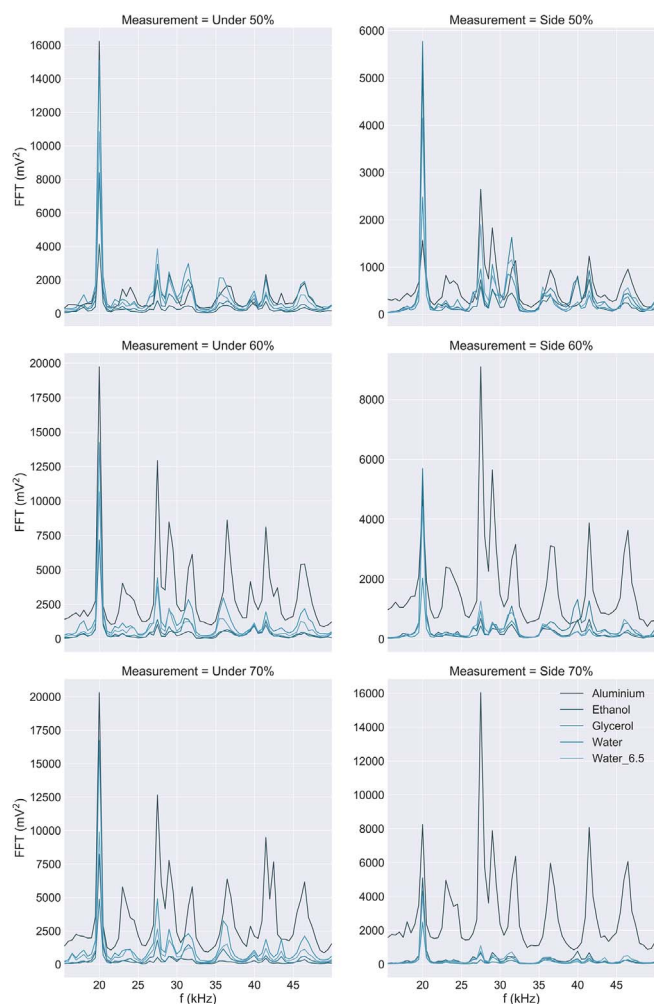 Measurement = Under 50%
Measurement = Side 50%
16000
14000
12000
10000
8000
6000
4000
2000
0
FFT (mV²)
6000
5000
4000
3000
2000
1000
0
Measurement = Under 60%
Measurement = Side 60%
20000
17500
15000
12500
10000
7500
5000
2500
0
FFT (mV²)
8000
6000
4000
2000
0
Measurement = Under 70%
Measurement = Side 70%
20000
17500
15000
12500
10000
7500
5000
2500
0
FFT (mV²)
16000
14000
12000
10000
8000
6000
4000
2000
0
Aluminium
Ethanol
Glycerol
Water
Water_6.5
20 25 30 35 40 45
f (kHz)
20 25 30 35 40 45
f (kHz)